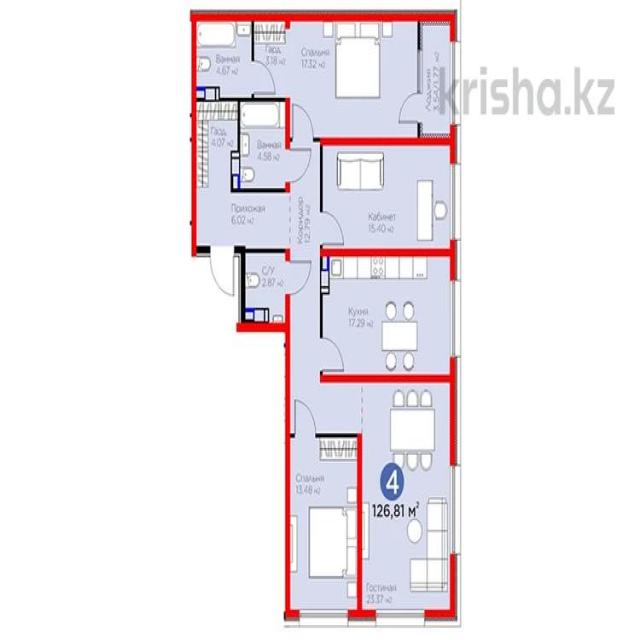 Ванная
4.67 м2
Гард.
3.18 м2
Спальня
17.32 м2
Лоджия
3.54/1.77 м2
krisha.kz
Гард.
4.07 м2
Ванная
4.58 м2
Прихожая
6.02 м2
Коридор
12.79 м2
Кабинет
15.40 м2
С/У
2.87 м2
Кухня
17.29 м2
Спальня
13.48 м2
4
126,81 м2
Гостиная
23.37 м2